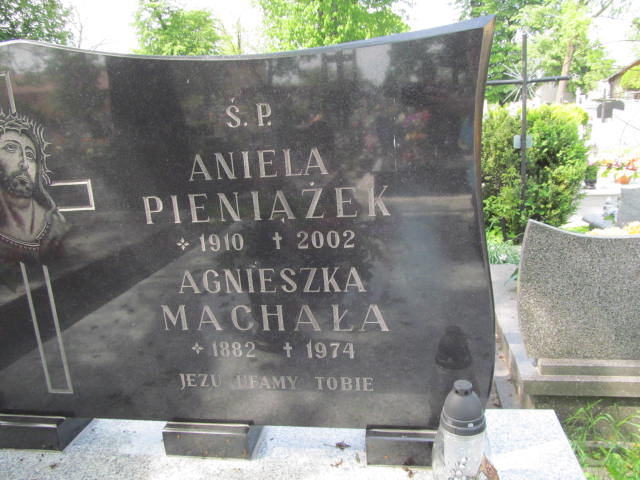 Ś.P.
ANIELA
PIENIĄŻEK
* 1910 † 2002
AGNIESZKA
MACHAŁA
* 1882 † 1974
JEZU UFAMY TOBIE